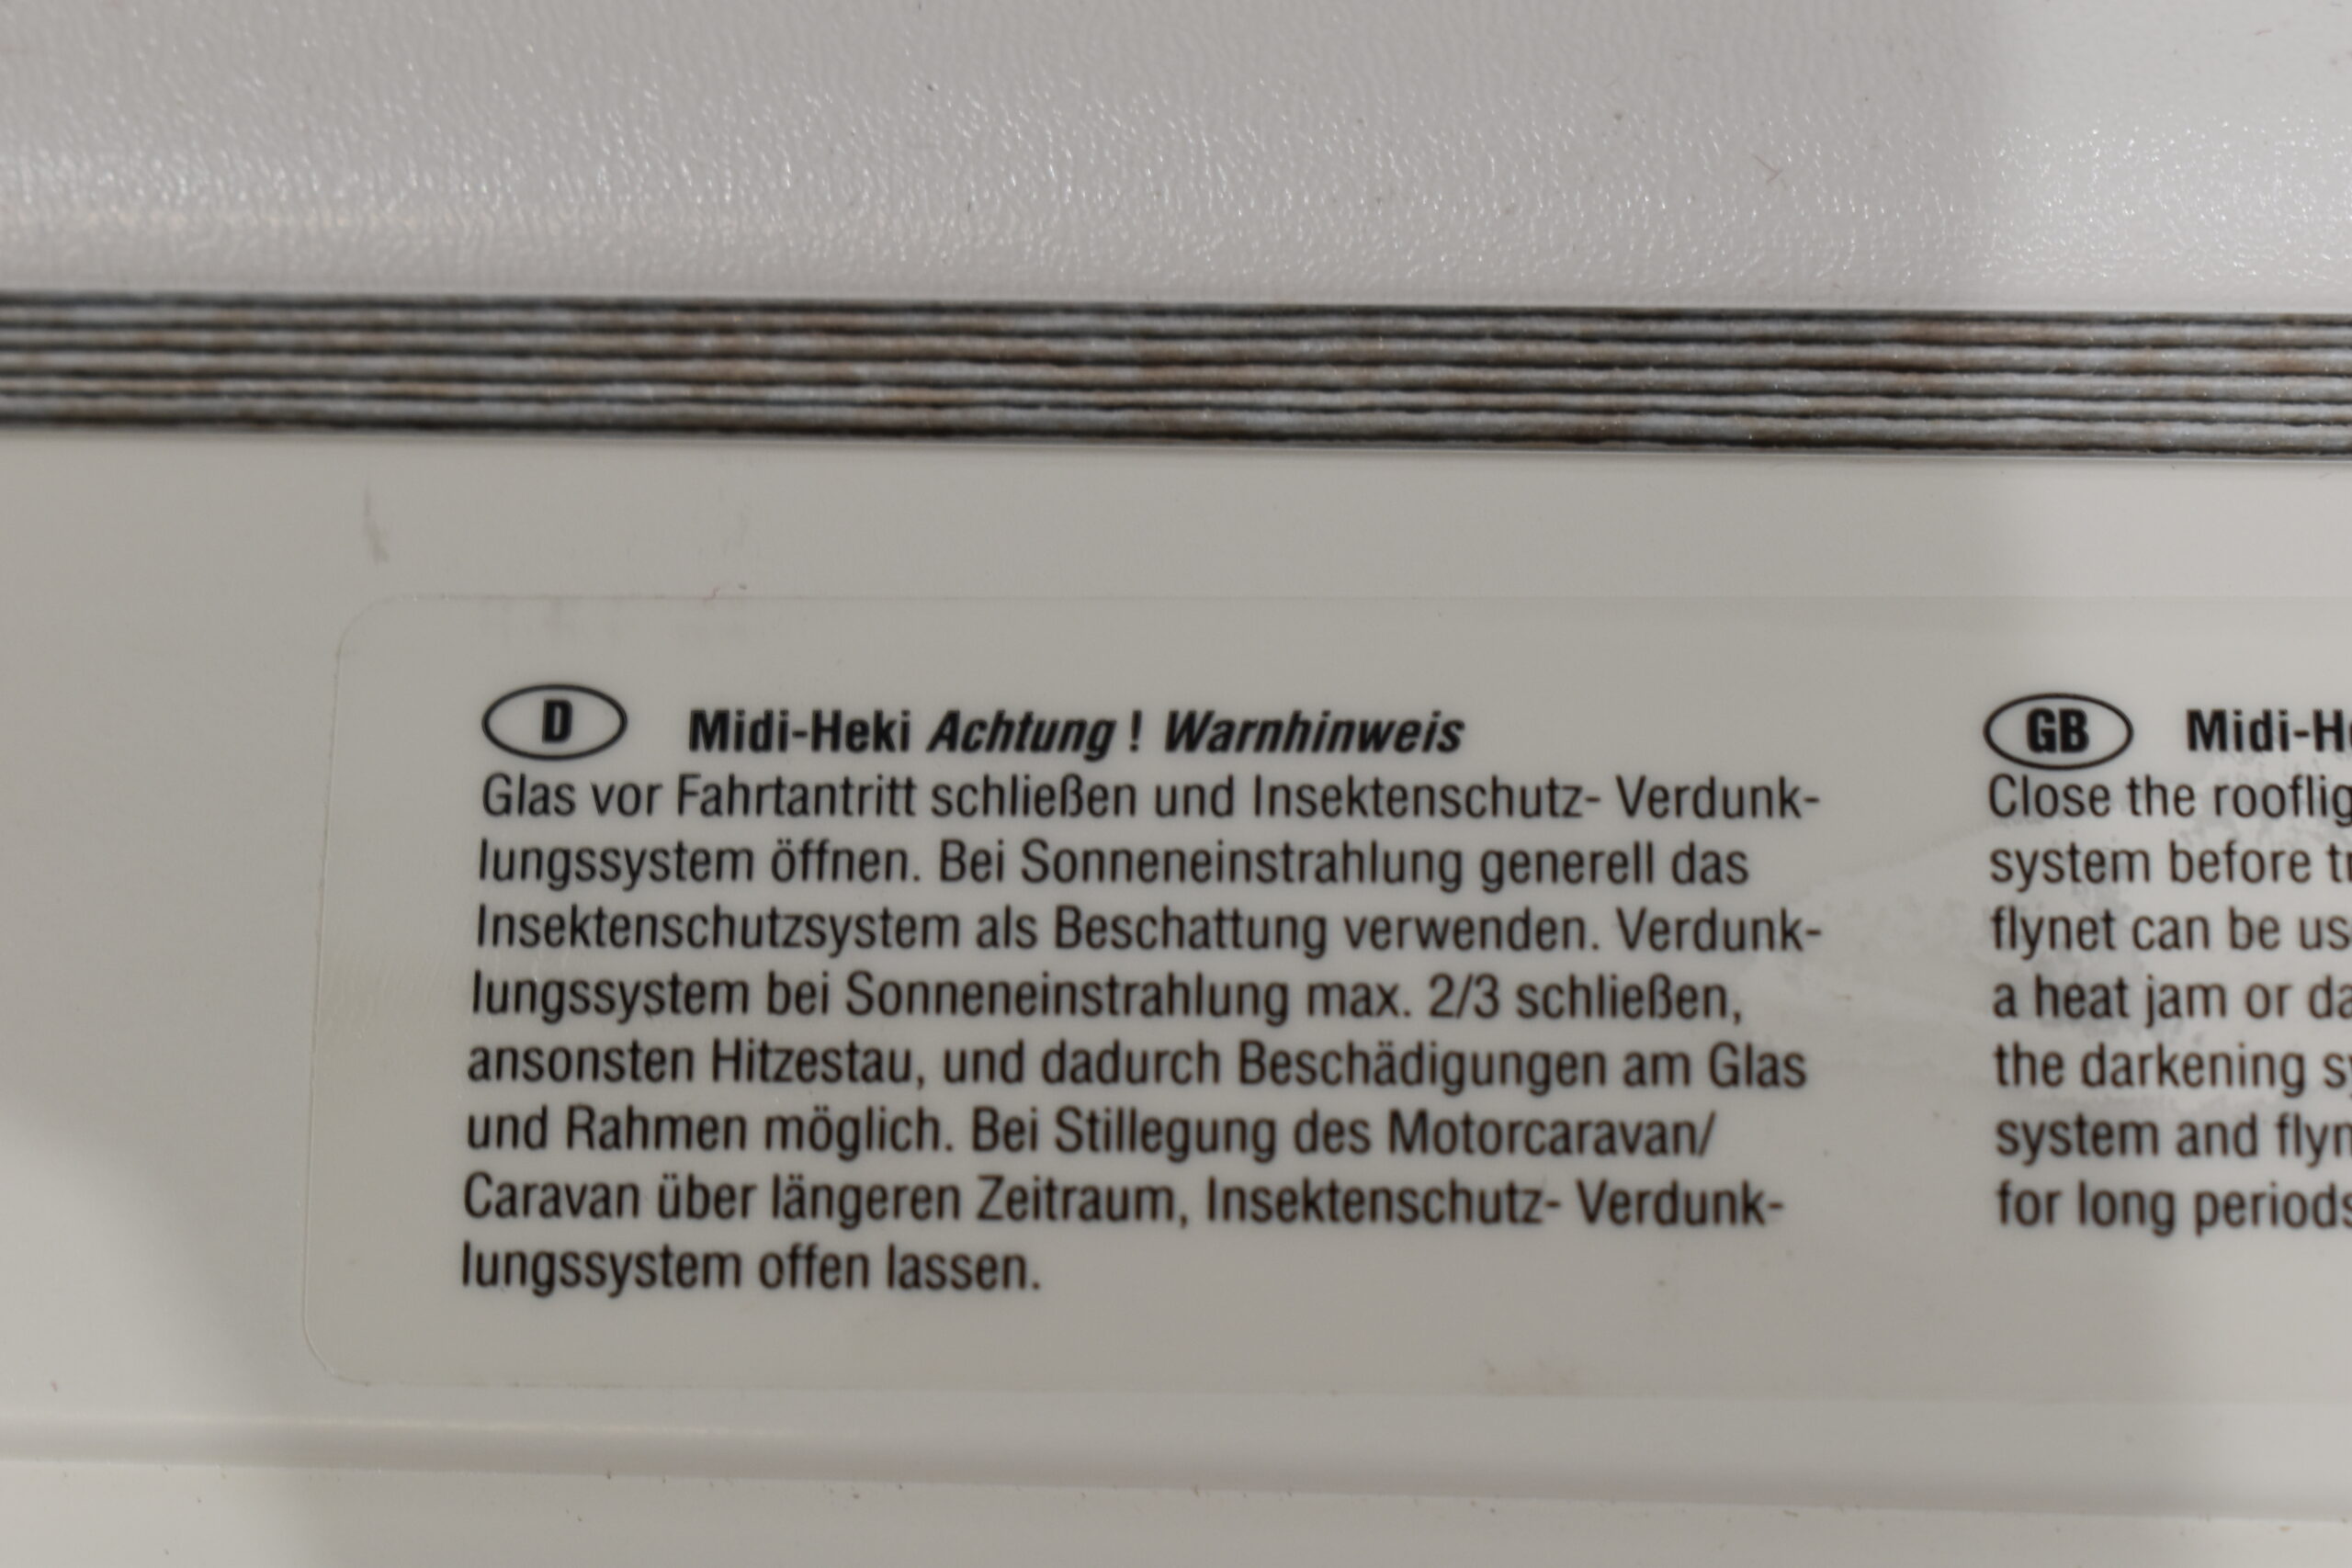 D Midi-Heki Achtung ! Warnhinweis
Glas vor Fahrtantritt schließen und Insektenschutz- Verdunk-
lungssystem öffnen. Bei Sonneneinstrahlung generell das
Insektenschutzsystem als Beschattung verwenden. Verdunk-
lungssystem bei Sonneneinstrahlung max. 2/3 schließen,
ansonsten Hitzestau, und dadurch Beschädigungen am Glas
und Rahmen möglich. Bei Stillegung des Motorcaravan/
Caravan über längeren Zeitraum, Insektenschutz- Verdunk-
lungssystem offen lassen.
GB Midi-H
Close the
system before
flynet can be
a heat jam or
the darkening
system and
for long periods